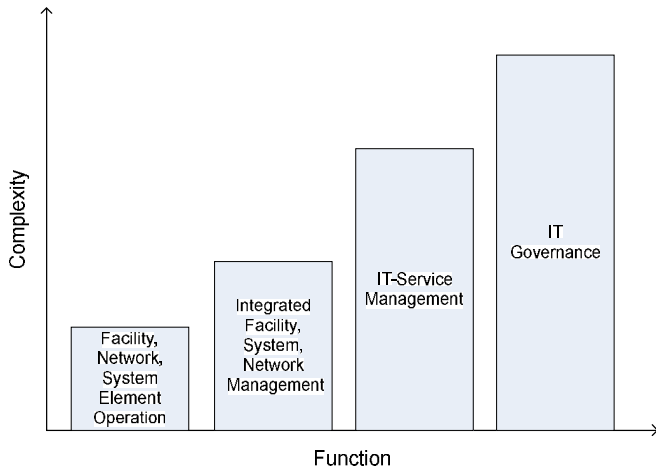 Complexity
Facility,
Network,
System
Element
Operation
Integrated
Facility,
System,
Network
Management
IT-Service
Management
IT
Governance
Function